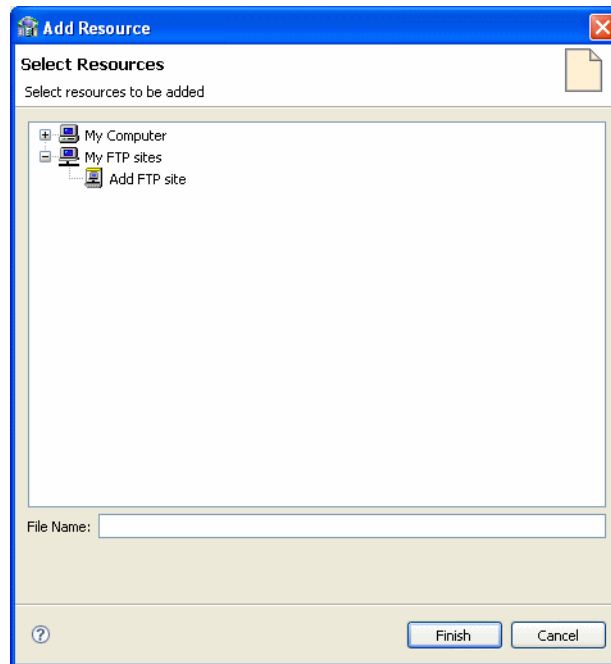 Add Resource
Select Resources
Select resources to be added
My Computer
My FTP sites
Add FTP site
File Name:
Finish
Cancel